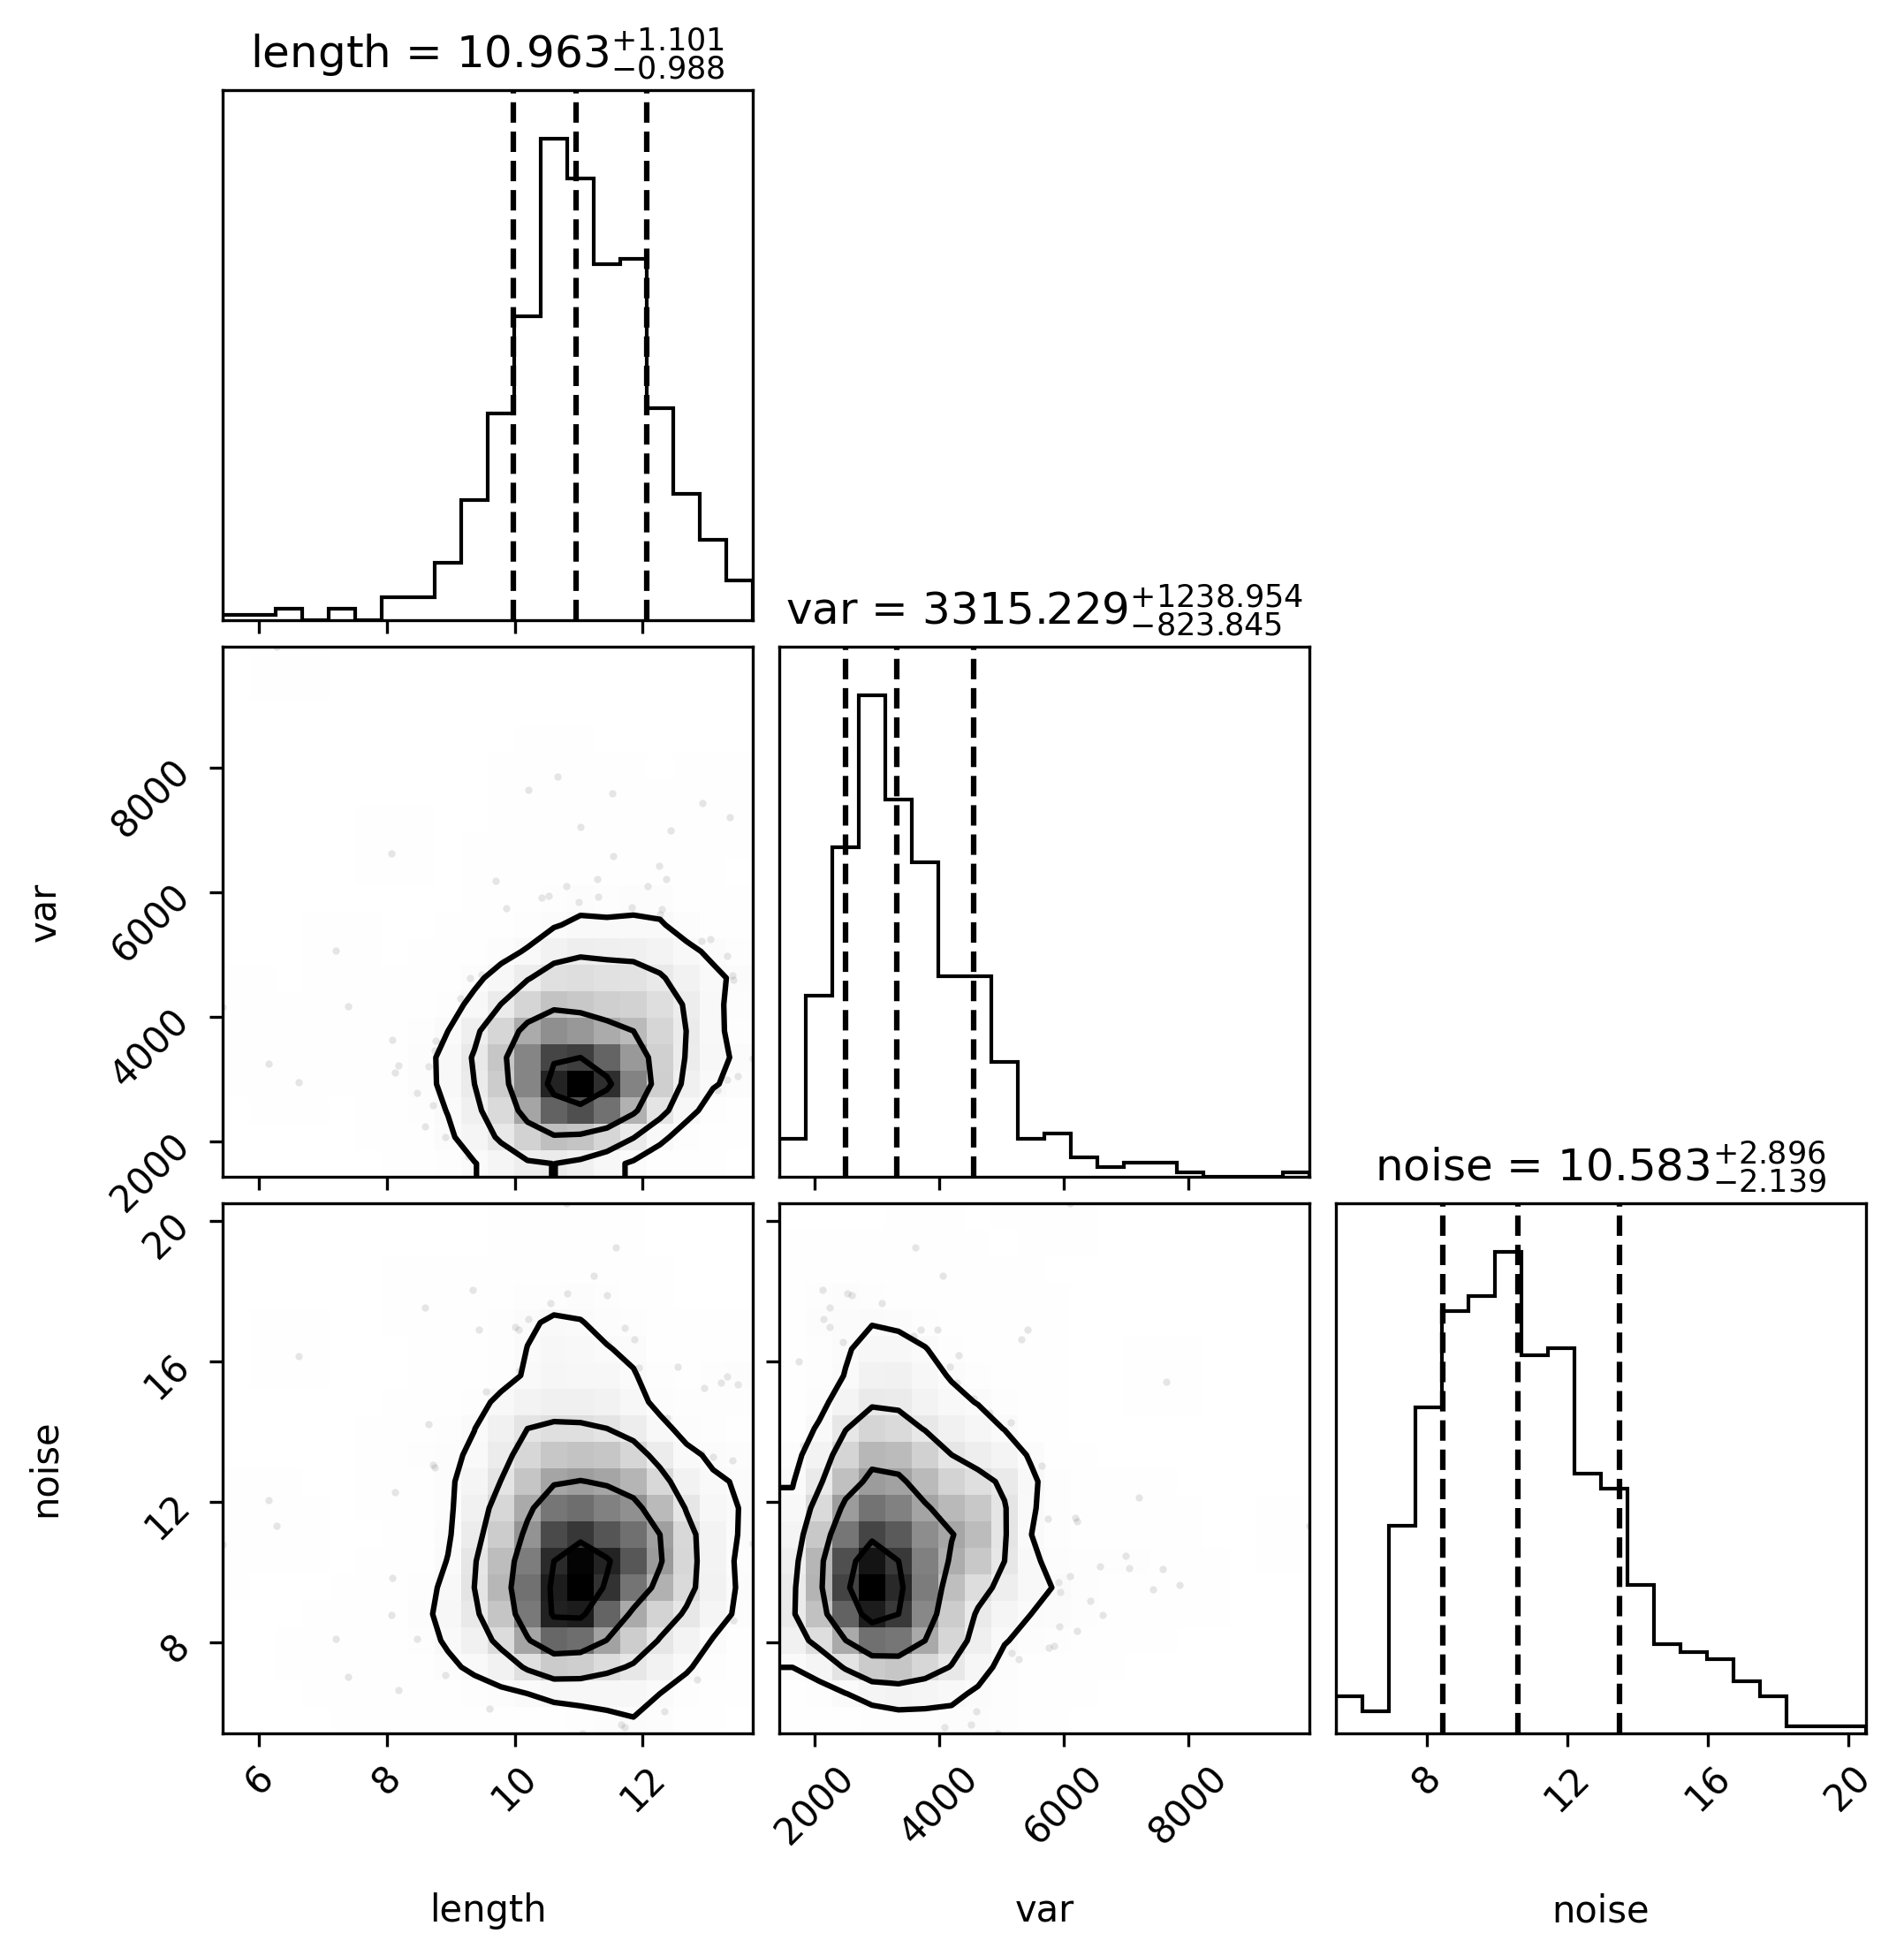 length = 10.963 +1.101 −0.988
var = 3315.229 +1238.954 −823.845
8000
6000
4000
2000
var
noise = 10.583 +2.896 −2.139
20
16
12
8
noise
6 8 10 12 2000 4000 6000 8000 8 12 16 20
length var noise